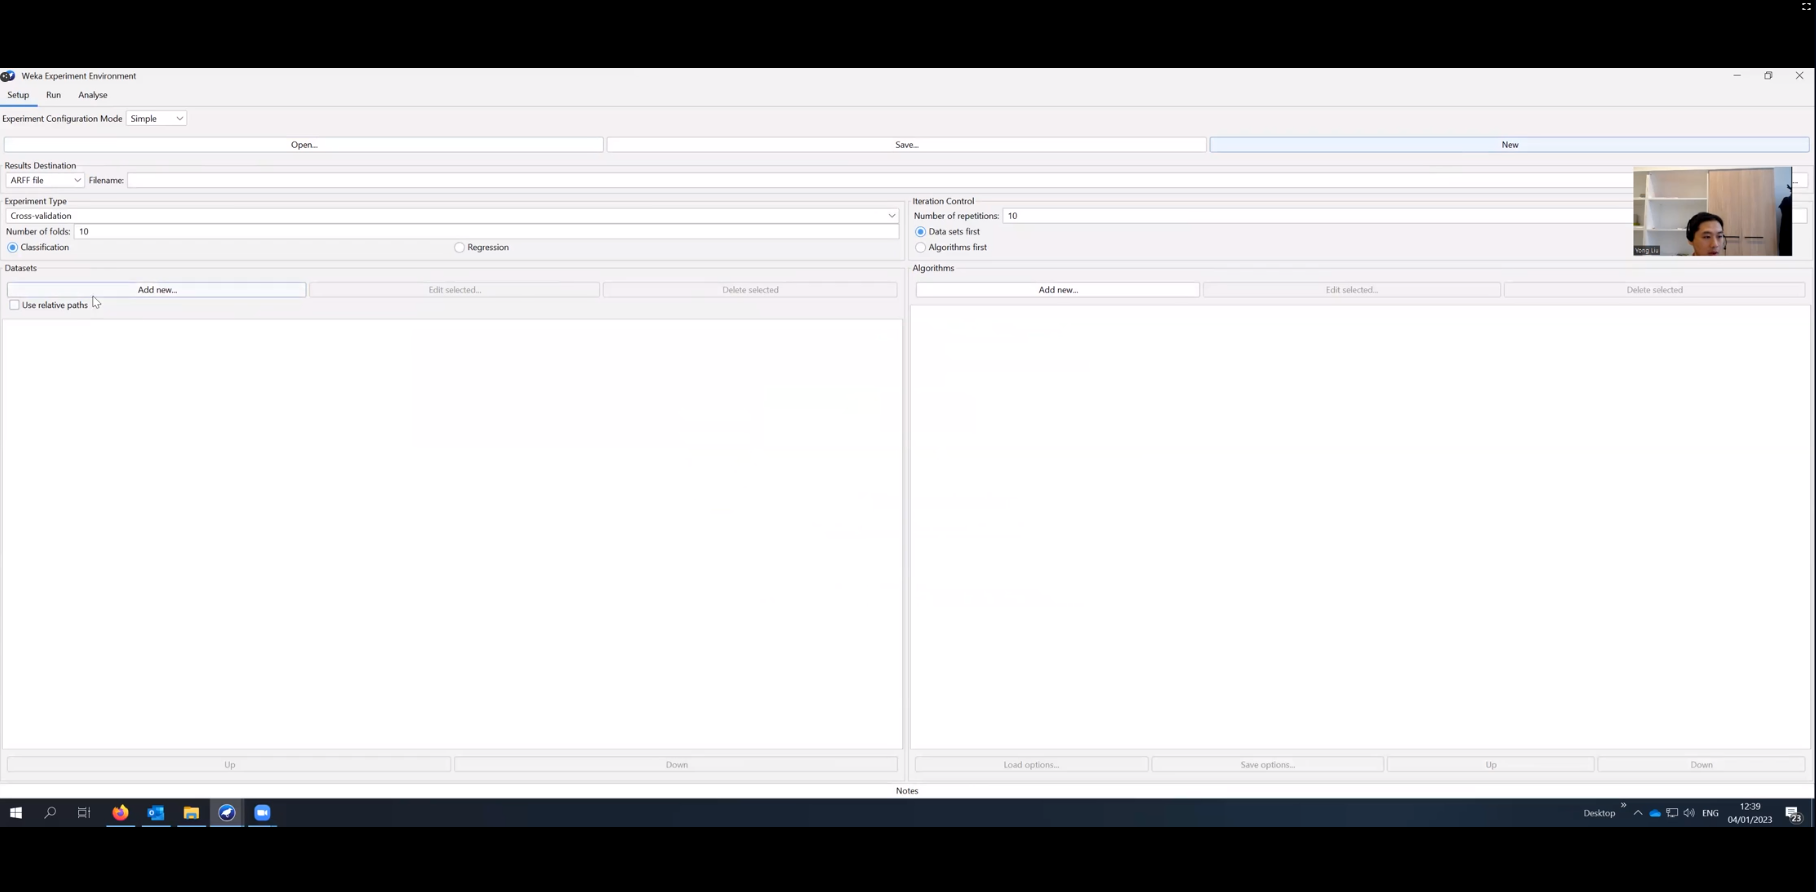 Weka Experiment Environment
Setup Run Analyse
Experiment Configuration Mode Simple
Open... Save... New
Results Destination
ARFF file Filename: ...
Experiment Type Iteration Control
Cross-validation Number of repetitions: 10
Number of folds: 10 Data sets first
Classification Regression Algorithms first
Yong Liu
Datasets Algorithms
Add new... Edit selected... Delete selected Add new... Edit selected... Delete selected
Use relative paths
Up Down Load options... Save options... Up Down
Notes
Desktop » ENG 12:39
04/01/2023 23